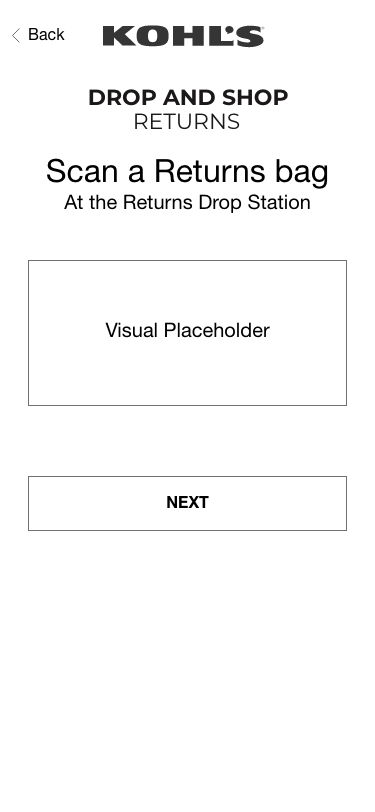 Back
KOHL'S
DROP AND SHOP
RETURNS
Scan a Returns bag
At the Returns Drop Station
Visual Placeholder
NEXT